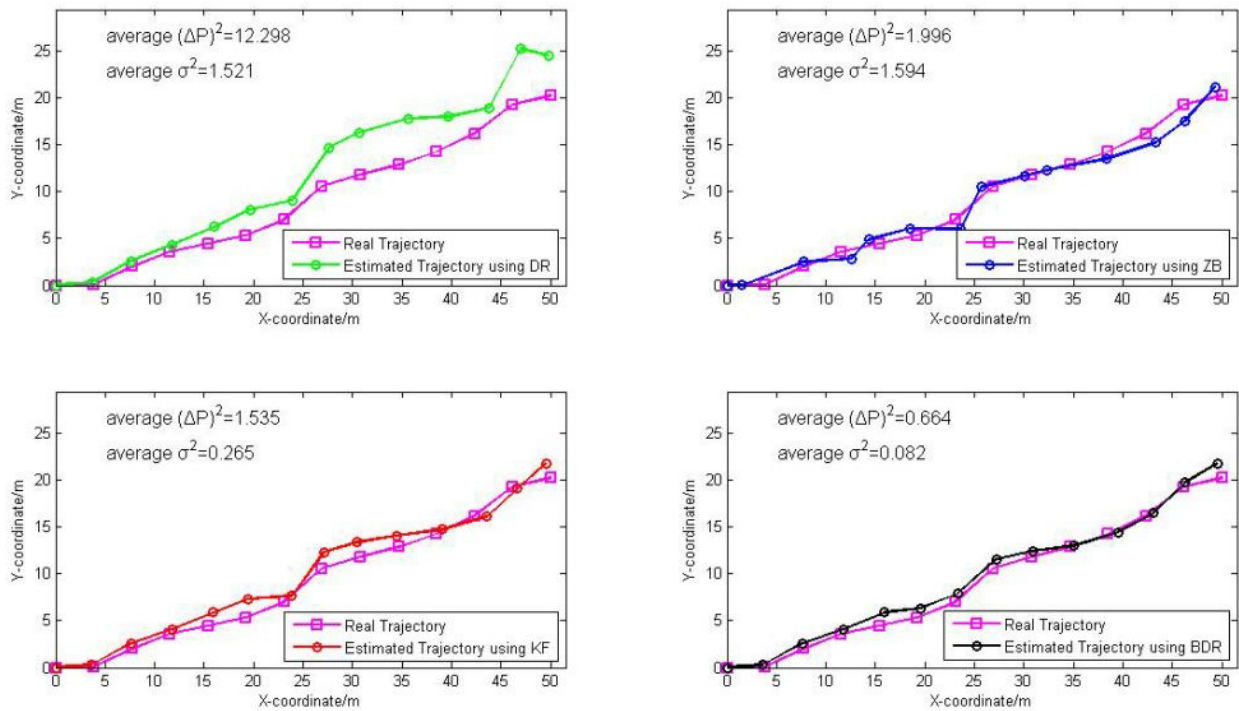 average (ΔP)²=12.298
average σ²=1.521
25
20
15
10
5
0
Y-coordinate/m
Real Trajectory
Estimated Trajectory using DR
0 5 10 15 20 25 30 35 40 45 50
X-coordinate/m
average (ΔP)²=1.996
average σ²=1.594
25
20
15
10
5
0
Y-coordinate/m
Real Trajectory
Estimated Trajectory using ZB
0 5 10 15 20 25 30 35 40 45 50
X-coordinate/m
average (ΔP)²=1.535
average σ²=0.265
25
20
15
10
5
0
Y-coordinate/m
Real Trajectory
Estimated Trajectory using KF
0 5 10 15 20 25 30 35 40 45 50
X-coordinate/m
average (ΔP)²=0.664
average σ²=0.082
25
20
15
10
5
0
Y-coordinate/m
Real Trajectory
Estimated Trajectory using BDR
0 5 10 15 20 25 30 35 40 45 50
X-coordinate/m